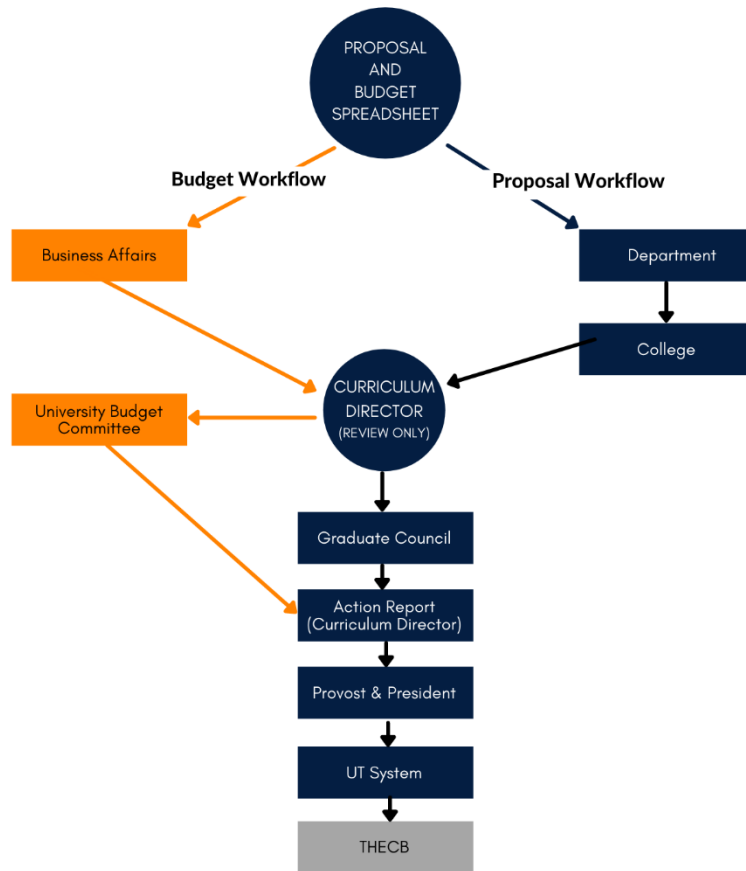 PROPOSAL
AND
BUDGET
SPREADSHEET
Budget Workflow
Proposal Workflow
Business Affairs
Department
College
CURRICULUM
DIRECTOR
(REVIEW ONLY)
University Budget
Committee
Graduate Council
Action Report
(Curriculum Director)
Provost & President
UT System
THECB